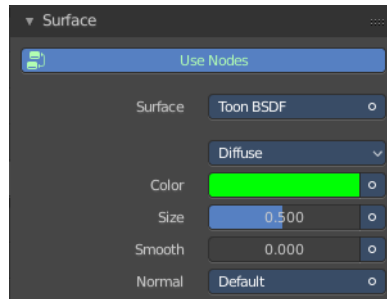 Surface
Use Nodes
Surface Toon BSDF
Diffuse
Color
Size 0.500
Smooth 0.000
Normal Default